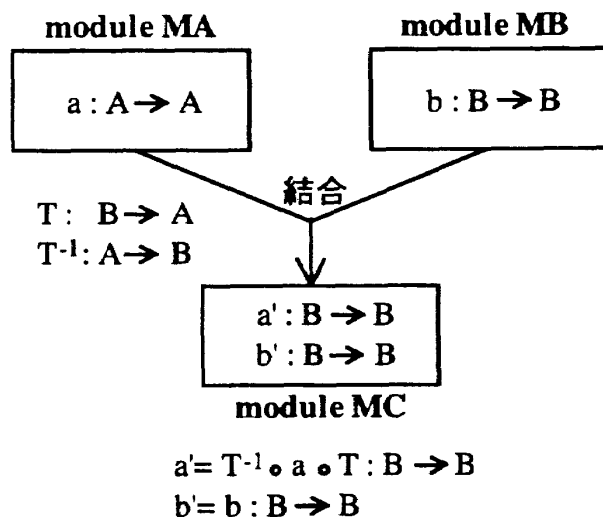 module MA
module MB
a : A → A
b : B → B
結合
T : B → A
T⁻¹ : A → B
a' : B → B
b' : B → B
module MC
a'= T⁻¹ ∘ a ∘ T : B → B
b'= b : B → B